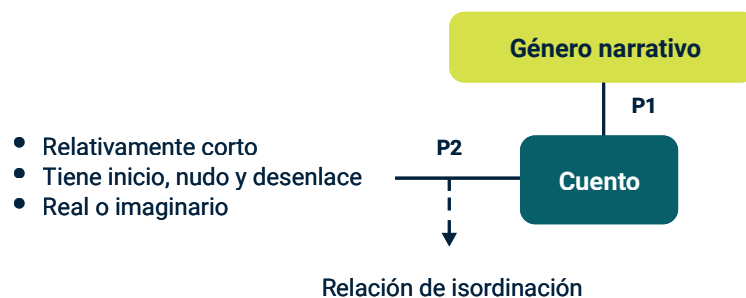 Género narrativo
P1
P2
Relativamente corto
Tiene inicio, nudo y desenlace
Real o imaginario
Cuento
Relación de isordinación